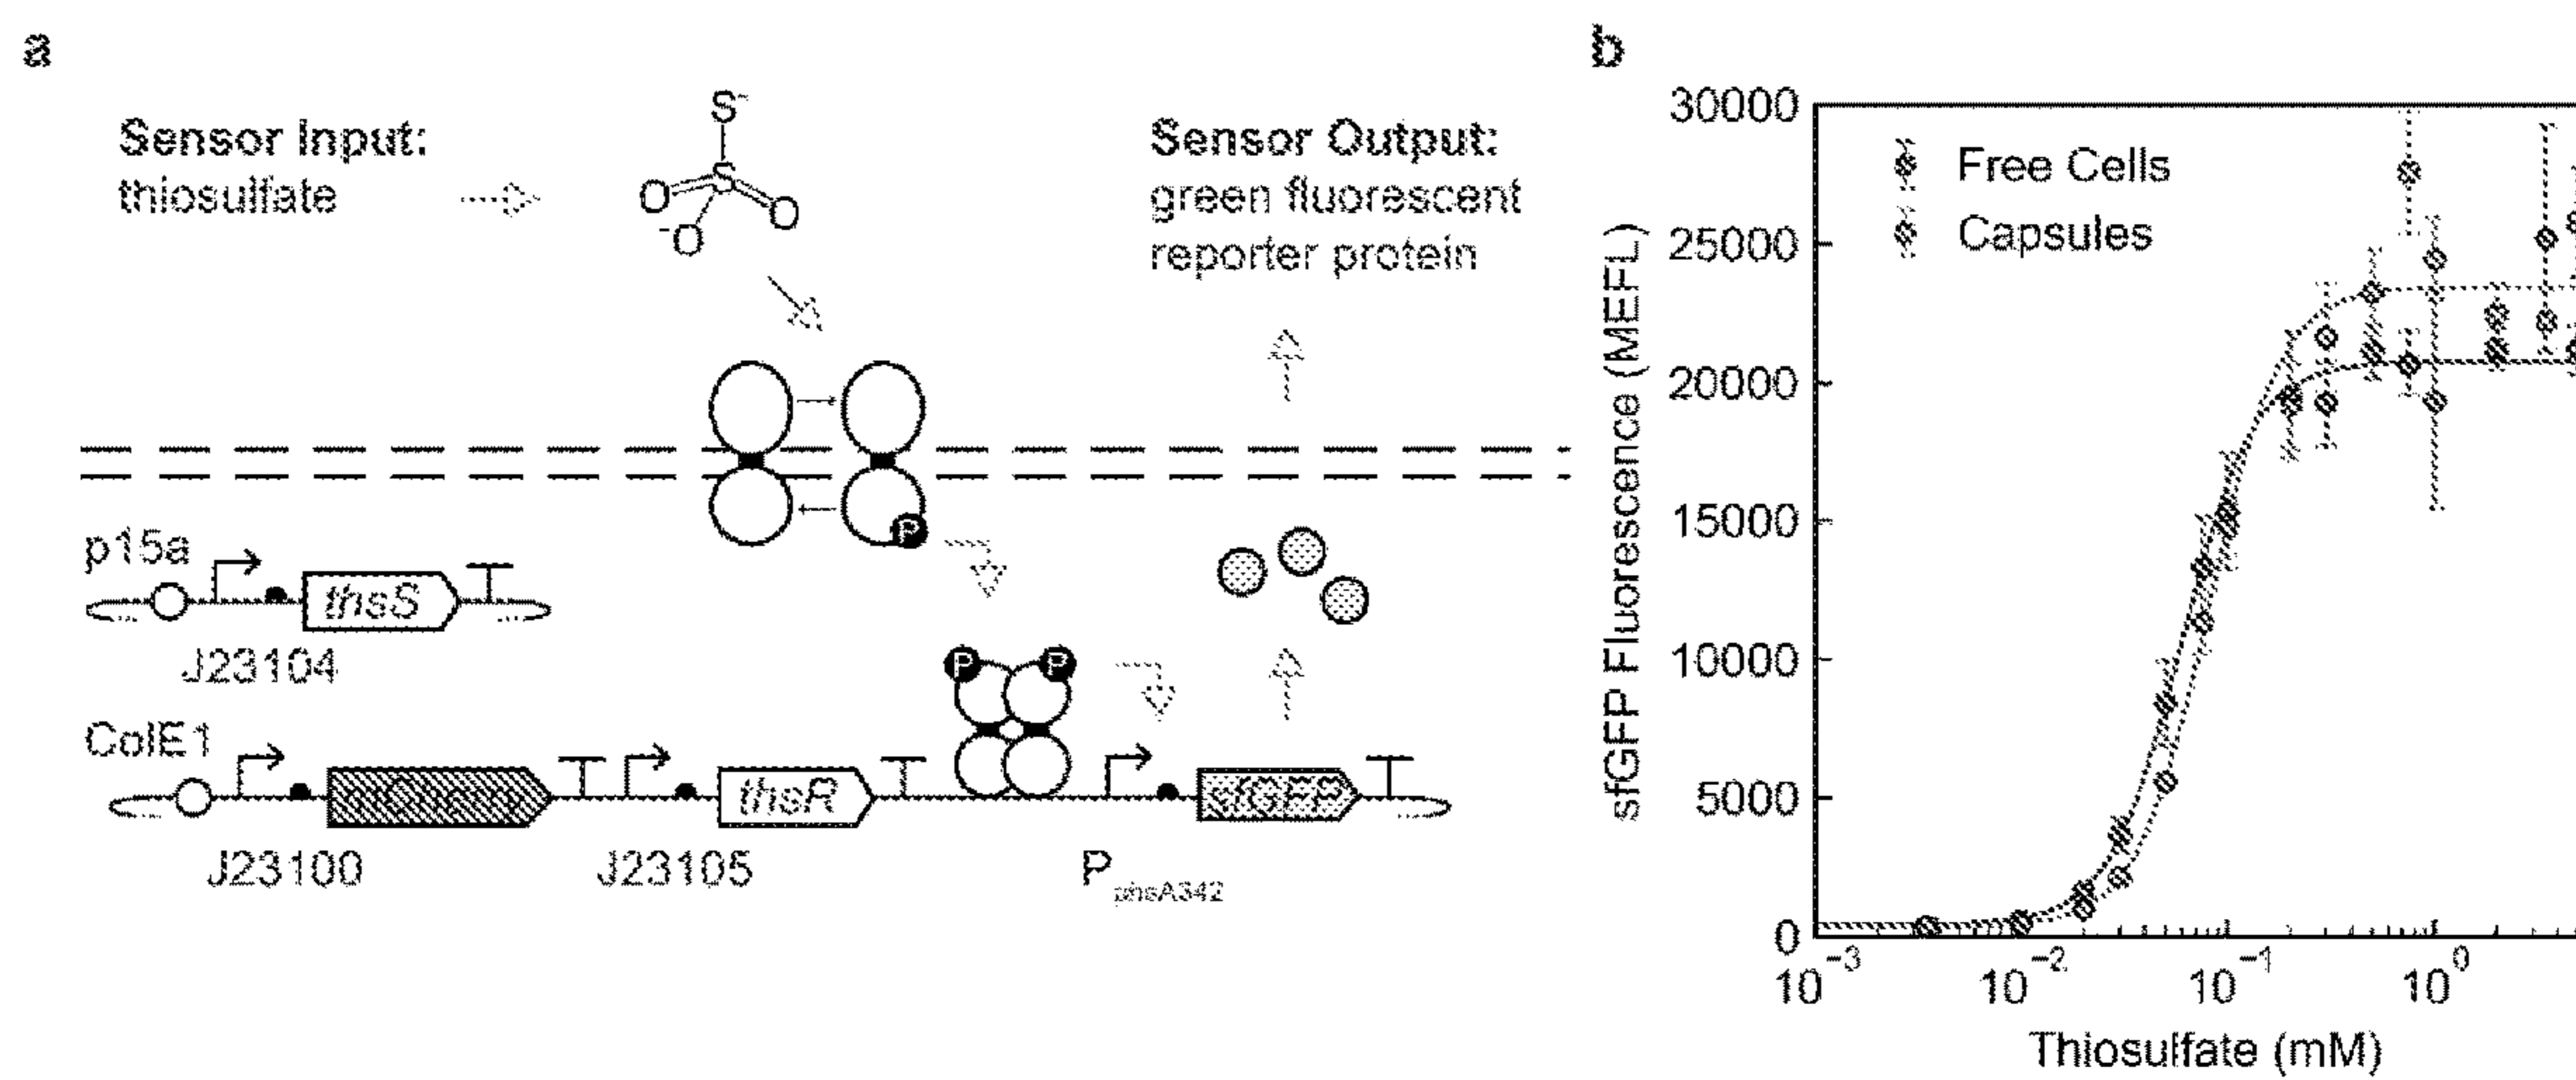 a
Sensor Input:
thiosulfate
S⁻
S
O
O
⁻O
Sensor Output:
green fluorescent
reporter protein
P
p15a
thsS
J23104
P P
ColE1
thsR
sfGFP
J23100
J23105
PphsA342
b
sfGFP Fluorescence (MEFL)
30000
25000
20000
15000
10000
5000
0
Free Cells
Capsules
10⁻³
10⁻²
10⁻¹
10⁰
Thiosulfate (mM)